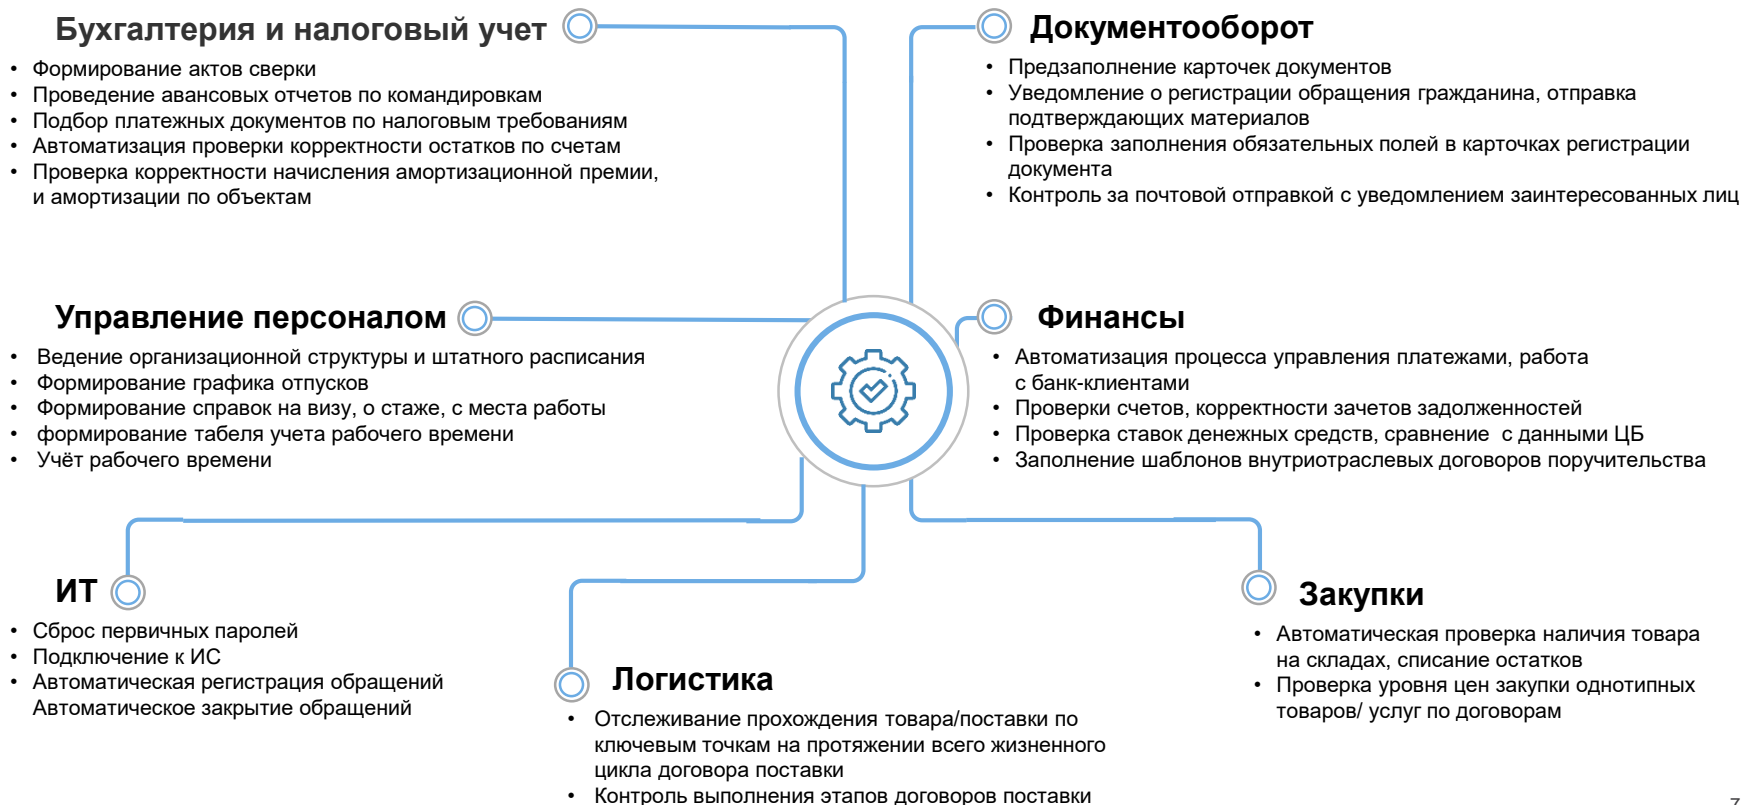 Бухгалтерия и налоговый учет
• Формирование актов сверки
• Проведение авансовых отчетов по командировкам
• Подбор платежных документов по налоговым требованиям
• Автоматизация проверки корректности остатков по счетам
• Проверка корректности начисления амортизационной премии,
и амортизации по объектам
Документооборот
• Предзаполнение карточек документов
• Уведомление о регистрации обращения гражданина, отправка
подтверждающих материалов
• Проверка заполнения обязательных полей в карточках регистрации
документа
• Контроль за почтовой отправкой с уведомлением заинтересованных лиц
Управление персоналом
• Ведение организационной структуры и штатного расписания
• Формирование графика отпусков
• Формирование справок на визу, о стаже, с места работы
• формирование табеля учета рабочего времени
• Учёт рабочего времени
Финансы
• Автоматизация процесса управления платежами, работа
с банк-клиентами
• Проверки счетов, корректности зачетов задолженностей
• Проверка ставок денежных средств, сравнение с данными ЦБ
• Заполнение шаблонов внутриотраслевых договоров поручительства
ИТ
• Сброс первичных паролей
• Подключение к ИС
• Автоматическая регистрация обращений
Автоматическое закрытие обращений
Логистика
• Отслеживание прохождения товара/поставки по
ключевым точкам на протяжении всего жизненного
цикла договора поставки
• Контроль выполнения этапов договоров поставки
Закупки
• Автоматическая проверка наличия товара
на складах, списание остатков
• Проверка уровня цен закупки однотипных
товаров/ услуг по договорам